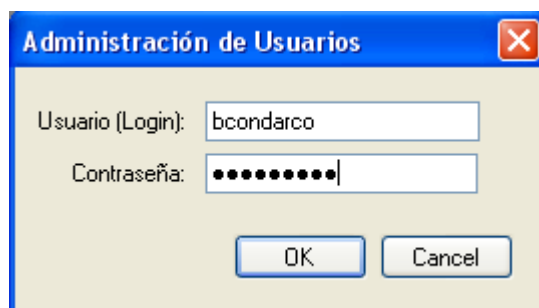 Administración de Usuarios
Usuario (Login): bcondarco
Contraseña: ●●●●●●●●●
OK Cancel